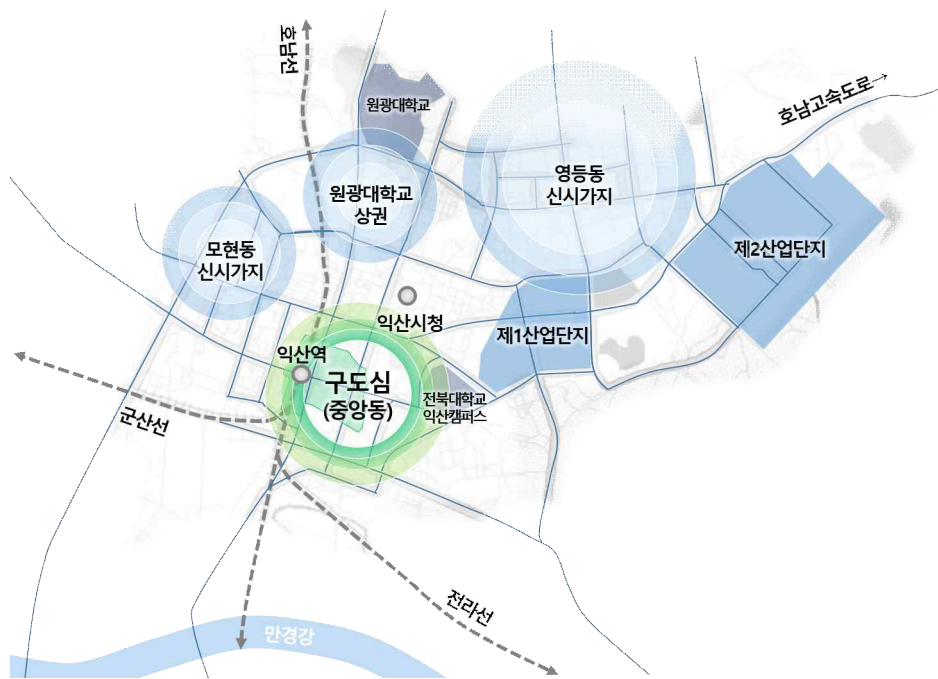 호남선
원광대학교
호남고속도로→
원광대학교
상권
영등동
신시가지
모현동
신시가지
제2산업단지
익산시청
제1산업단지
익산역
구도심
(중앙동)
전북대학교
익산캠퍼스
군산선
전라선
만경강